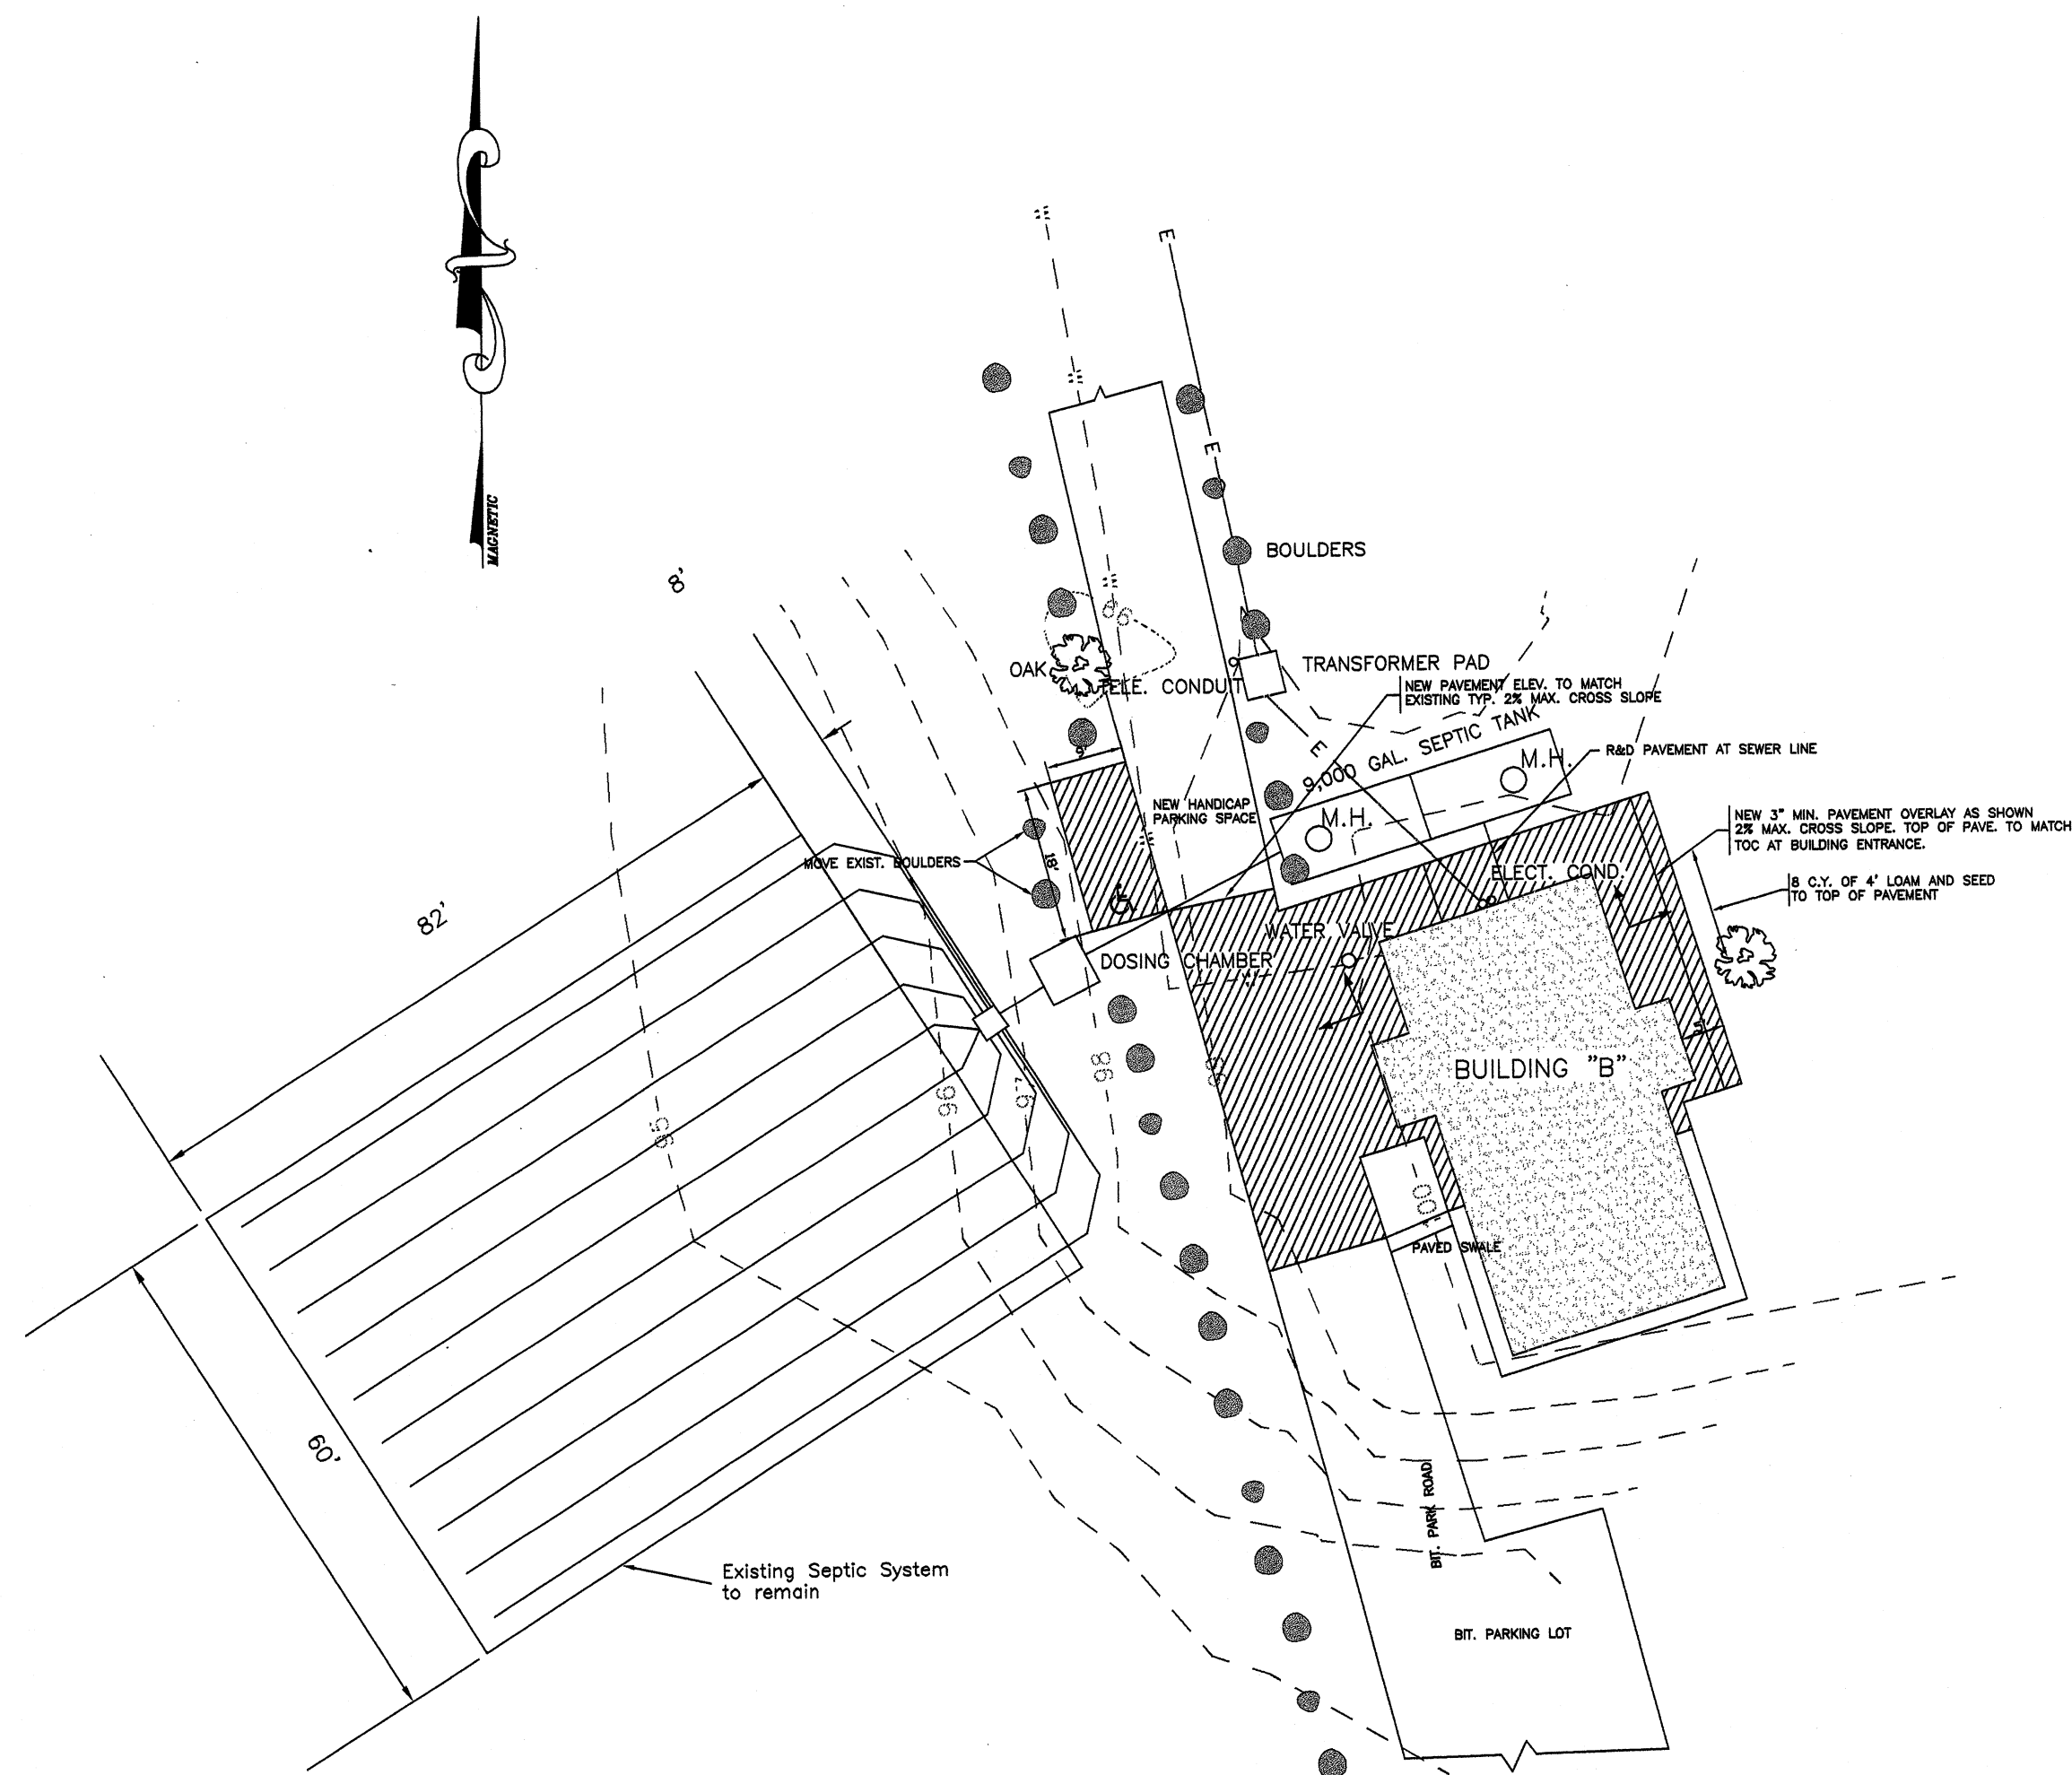 MAGNETIC
W
E
W
E
BOULDERS
8'
W
98
OAK
TRANSFORMER PAD
TELE. CONDUIT
NEW PAVEMENT ELEV. TO MATCH
EXISTING TYP. 2% MAX. CROSS SLOPE
9'
E
9,000 GAL. SEPTIC TANK
R&D PAVEMENT AT SEWER LINE
M.H.
NEW HANDICAP
PARKING SPACE
M.H.
NEW 3" MIN. PAVEMENT OVERLAY AS SHOWN
2% MAX. CROSS SLOPE. TOP OF PAVE. TO MATCH
TOC AT BUILDING ENTRANCE.
W
MOVE EXIST. BOULDERS
18'
ELECT. COND.
8 C.Y. OF 4' LOAM AND SEED
TO TOP OF PAVEMENT
82'
WATER VALVE
DOSING CHAMBER
W
BUILDING "B"
95
96
97
98
100
PAVED SWALE
60'
BIT. PARK ROAD
Existing Septic System
to remain
BIT. PARKING LOT